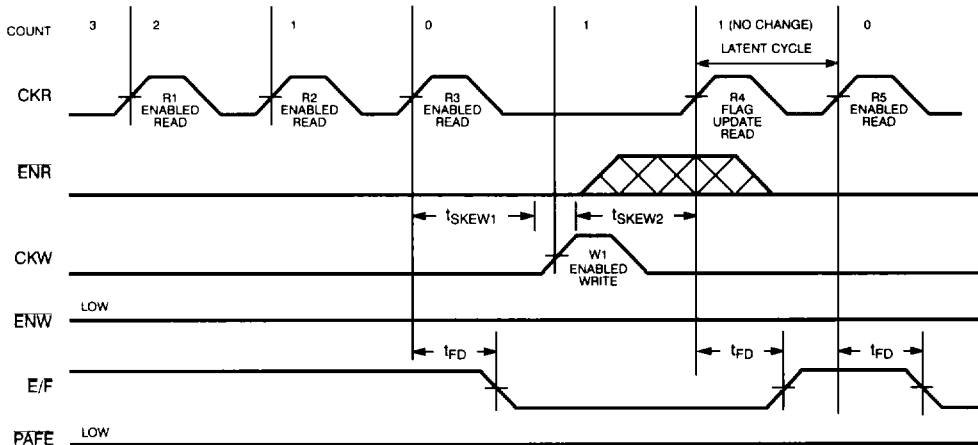 COUNT 3 2 1 0 1 1 (NO CHANGE) 0
LATENT CYCLE
CKR
R1 ENABLED READ
R2 ENABLED READ
R3 ENABLED READ
R4 FLAG UPDATE READ
R5 ENABLED READ
ENR
tSKEW1 tSKEW2
CKW
W1 ENABLED WRITE
ENW LOW
tFD tFD tFD
E/F
PAFE LOW